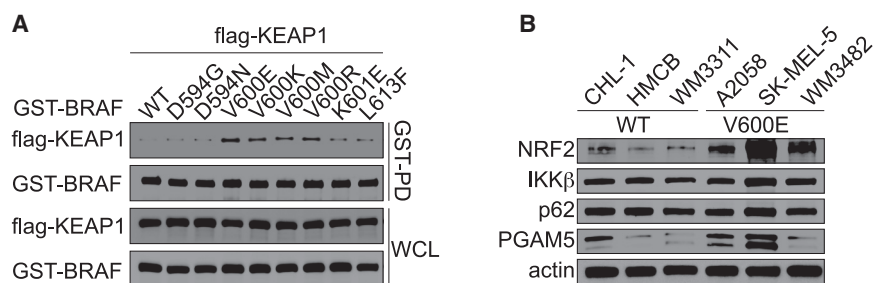 A
flag-KEAP1
GST-BRAF WT D594G D594N V600E V600K V600M V600R K601E L613F
flag-KEAP1
GST-BRAF
GST-PD
flag-KEAP1
GST-BRAF
WCL
B
CHL-1 HMCB WM3311 A2058 SK-MEL-5 WM3482
WT V600E
NRF2
IKKβ
p62
PGAM5
actin